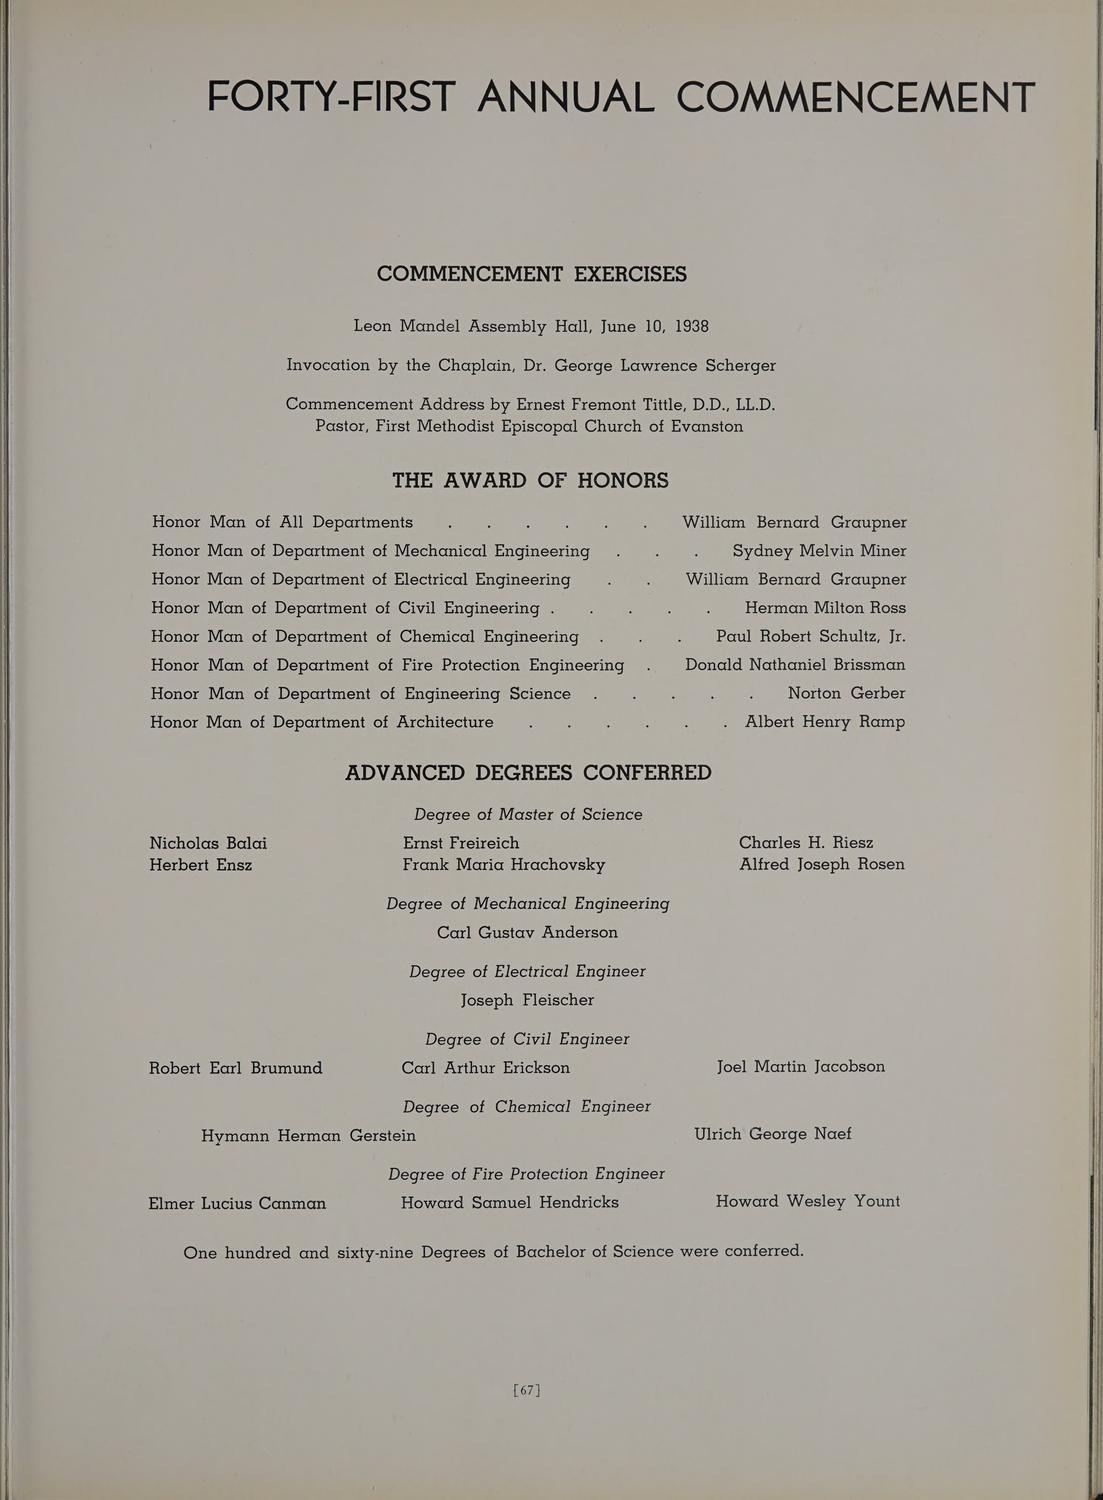 FORTY-FIRST ANNUAL COMMENCEMENT
COMMENCEMENT EXERCISES
Leon Mandel Assembly Hall, June 10, 1938
Invocation by the Chaplain, Dr. George Lawrence Scherger
Commencement Address by Ernest Fremont Tittle, D.D., LL.D.
Pastor, First Methodist Episcopal Church of Evanston
THE AWARD OF HONORS
Honor Man of All Departments . . . . . . William Bernard Graupner
Honor Man of Department of Mechanical Engineering . . . Sydney Melvin Miner
Honor Man of Department of Electrical Engineering . . William Bernard Graupner
Honor Man of Department of Civil Engineering . . . . . Herman Milton Ross
Honor Man of Department of Chemical Engineering . . . Paul Robert Schultz, Jr.
Honor Man of Department of Fire Protection Engineering . Donald Nathaniel Brissman
Honor Man of Department of Engineering Science . . . . . Norton Gerber
Honor Man of Department of Architecture . . . . . . Albert Henry Ramp
ADVANCED DEGREES CONFERRED
Degree of Master of Science
Nicholas Balai Ernst Freireich Charles H. Riesz
Herbert Ensz Frank Maria Hrachovsky Alfred Joseph Rosen
Degree of Mechanical Engineering
Carl Gustav Anderson
Degree of Electrical Engineer
Joseph Fleischer
Degree of Civil Engineer
Robert Earl Brumund Carl Arthur Erickson Joel Martin Jacobson
Degree of Chemical Engineer
Hymann Herman Gerstein Ulrich George Naef
Degree of Fire Protection Engineer
Elmer Lucius Canman Howard Samuel Hendricks Howard Wesley Yount
One hundred and sixty-nine Degrees of Bachelor of Science were conferred.
[67]